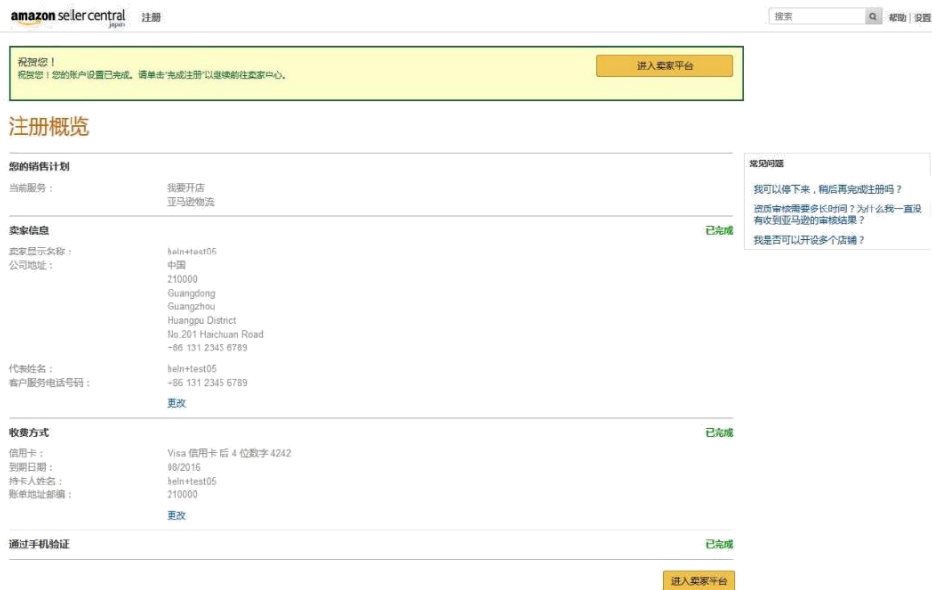 amazon seller central
japan
注册
搜索
帮助 | 设置
祝贺您！
祝贺您！您的账户设置已完成。请单击“完成注册”以继续前往卖家中心。
进入卖家平台
注册概览
您的销售计划
当前服务：
我要开店
亚马逊物流
卖家信息
已完成
卖家显示名称：
heln+test05
公司地址：
中国
210000
Guangdong
Guangzhou
Huangpu District
No.201 Haichuan Road
+86 131 2345 6789
代表姓名：
heln+test05
客户服务电话号码：
+86 131 2345 6789
更改
收费方式
已完成
信用卡：
Visa 信用卡 后 4 位数字 4242
到期日期：
08/2016
持卡人姓名：
heln+test05
账单地址邮编：
210000
更改
通过手机验证
已完成
进入卖家平台
常见问题
我可以停下来，稍后再完成注册吗？
资质审核需要多长时间？为什么我一直没
有收到亚马逊的审核结果？
我是否可以开设多个店铺？